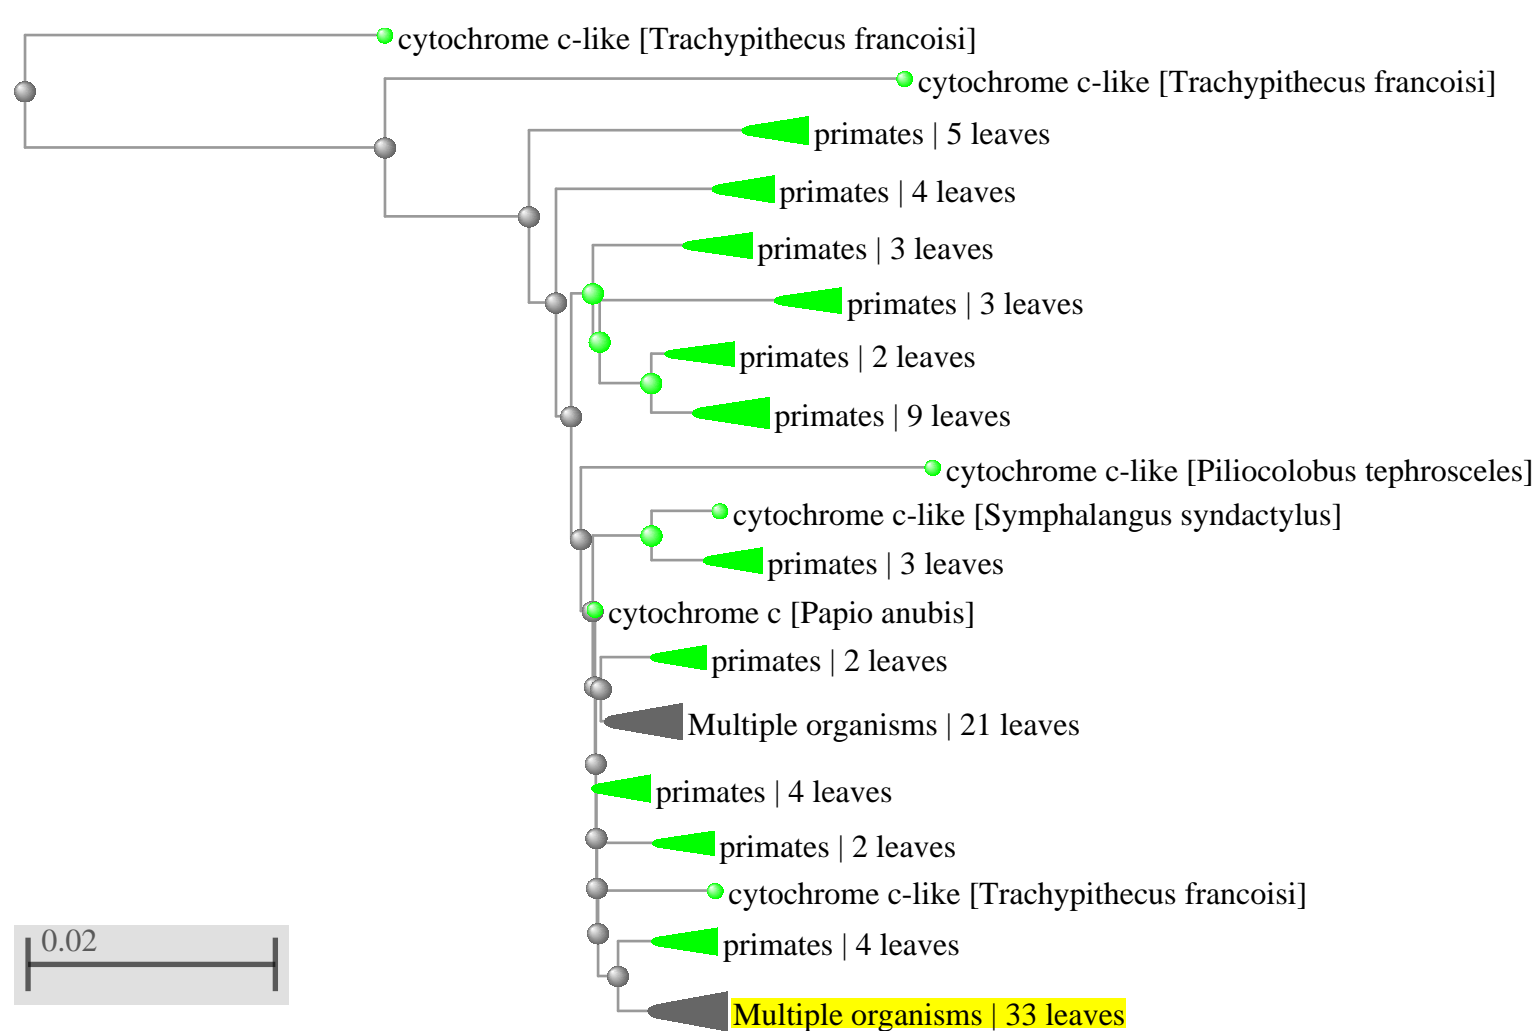 cytochrome c-like [Trachypithecus francoisi]
cytochrome c-like [Trachypithecus francoisi]
primates | 5 leaves
primates | 4 leaves
primates | 3 leaves
primates | 3 leaves
primates | 2 leaves
primates | 9 leaves
cytochrome c-like [Piliocolobus tephrosceles]
cytochrome c-like [Symphalangus syndactylus]
primates | 3 leaves
cytochrome c [Papio anubis]
primates | 2 leaves
Multiple organisms | 21 leaves
primates | 4 leaves
primates | 2 leaves
cytochrome c-like [Trachypithecus francoisi]
0.02
primates | 4 leaves
Multiple organisms | 33 leaves